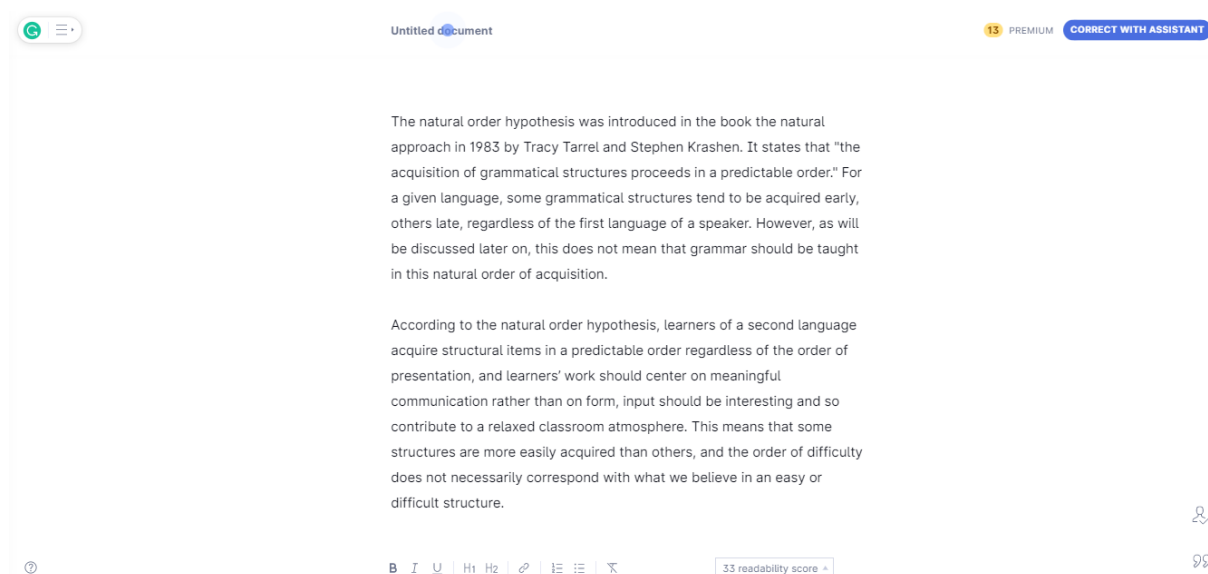 Untitled document
13 PREMIUM CORRECT WITH ASSISTANT
The natural order hypothesis was introduced in the book the natural
approach in 1983 by Tracy Tarrel and Stephen Krashen. It states that "the
acquisition of grammatical structures proceeds in a predictable order." For
a given language, some grammatical structures tend to be acquired early,
others late, regardless of the first language of a speaker. However, as will
be discussed later on, this does not mean that grammar should be taught
in this natural order of acquisition.
According to the natural order hypothesis, learners of a second language
acquire structural items in a predictable order regardless of the order of
presentation, and learners’ work should center on meaningful
communication rather than on form, input should be interesting and so
contribute to a relaxed classroom atmosphere. This means that some
structures are more easily acquired than others, and the order of difficulty
does not necessarily correspond with what we believe in an easy or
difficult structure.
B I U H1 H2 33 readability score